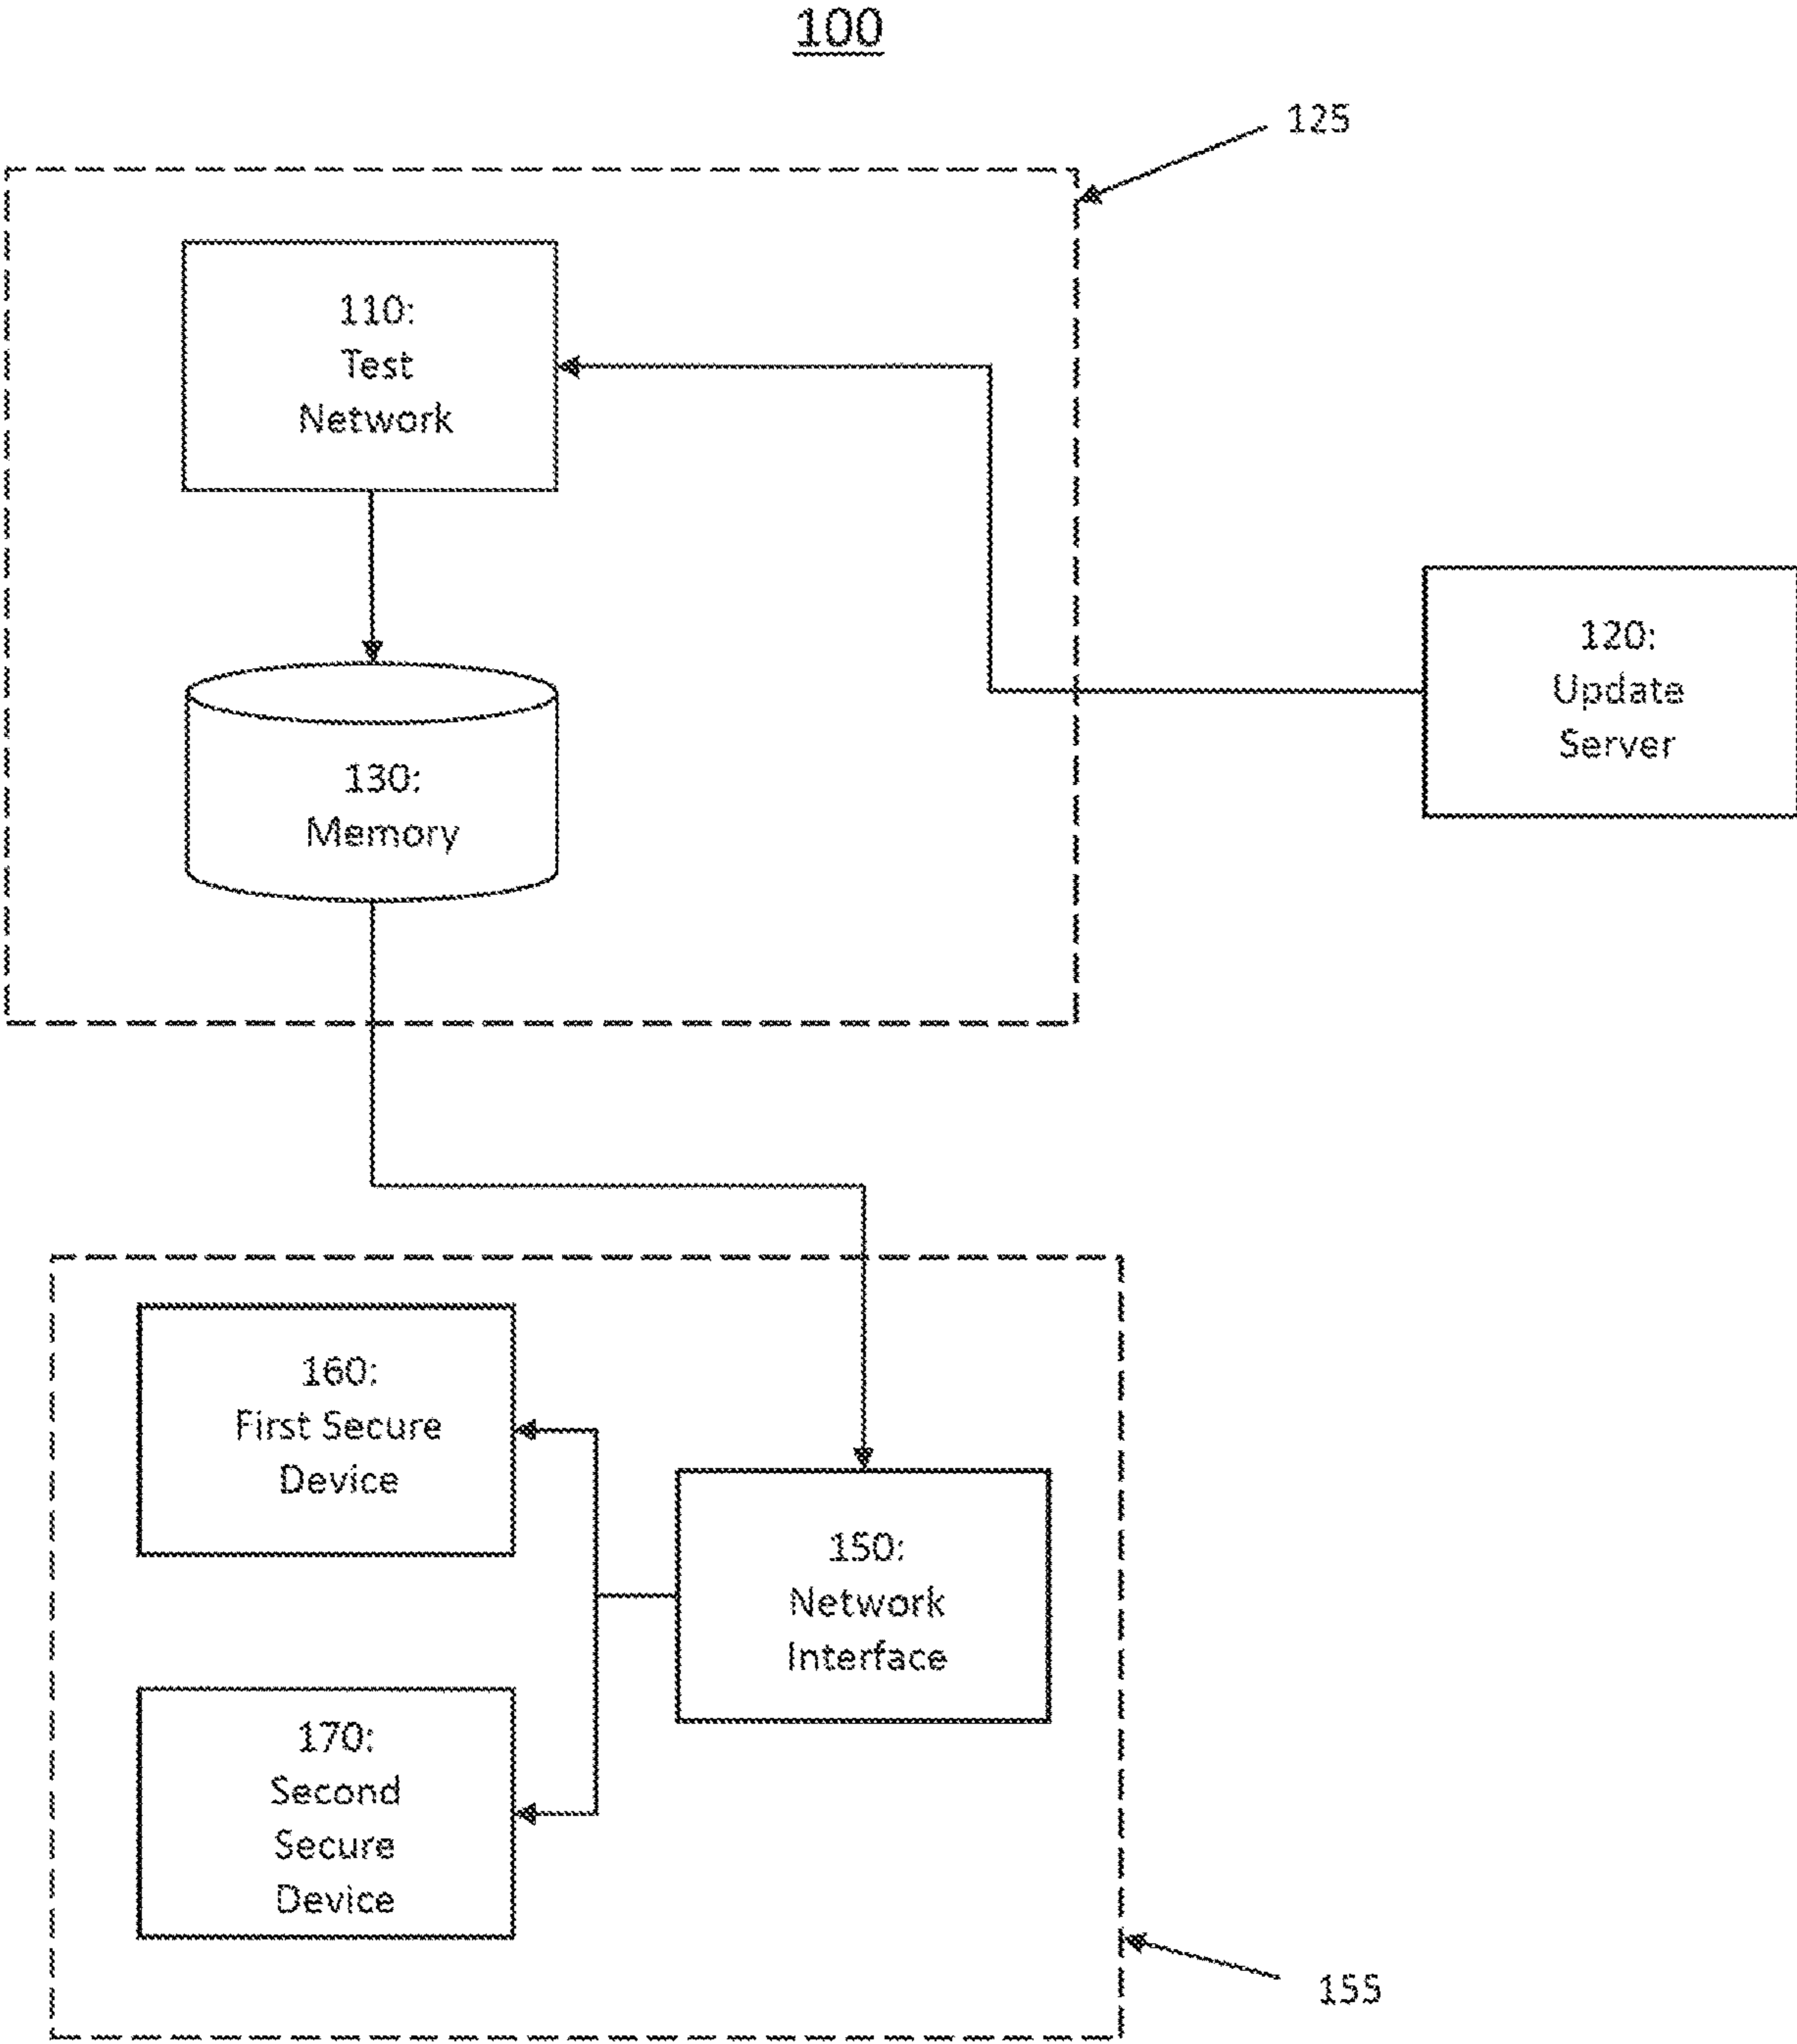 100
125
110:
Test
Network
120:
Update
Server
130:
Memory
160:
First Secure
Device
150:
Network
Interface
170:
Second
Secure
Device
155